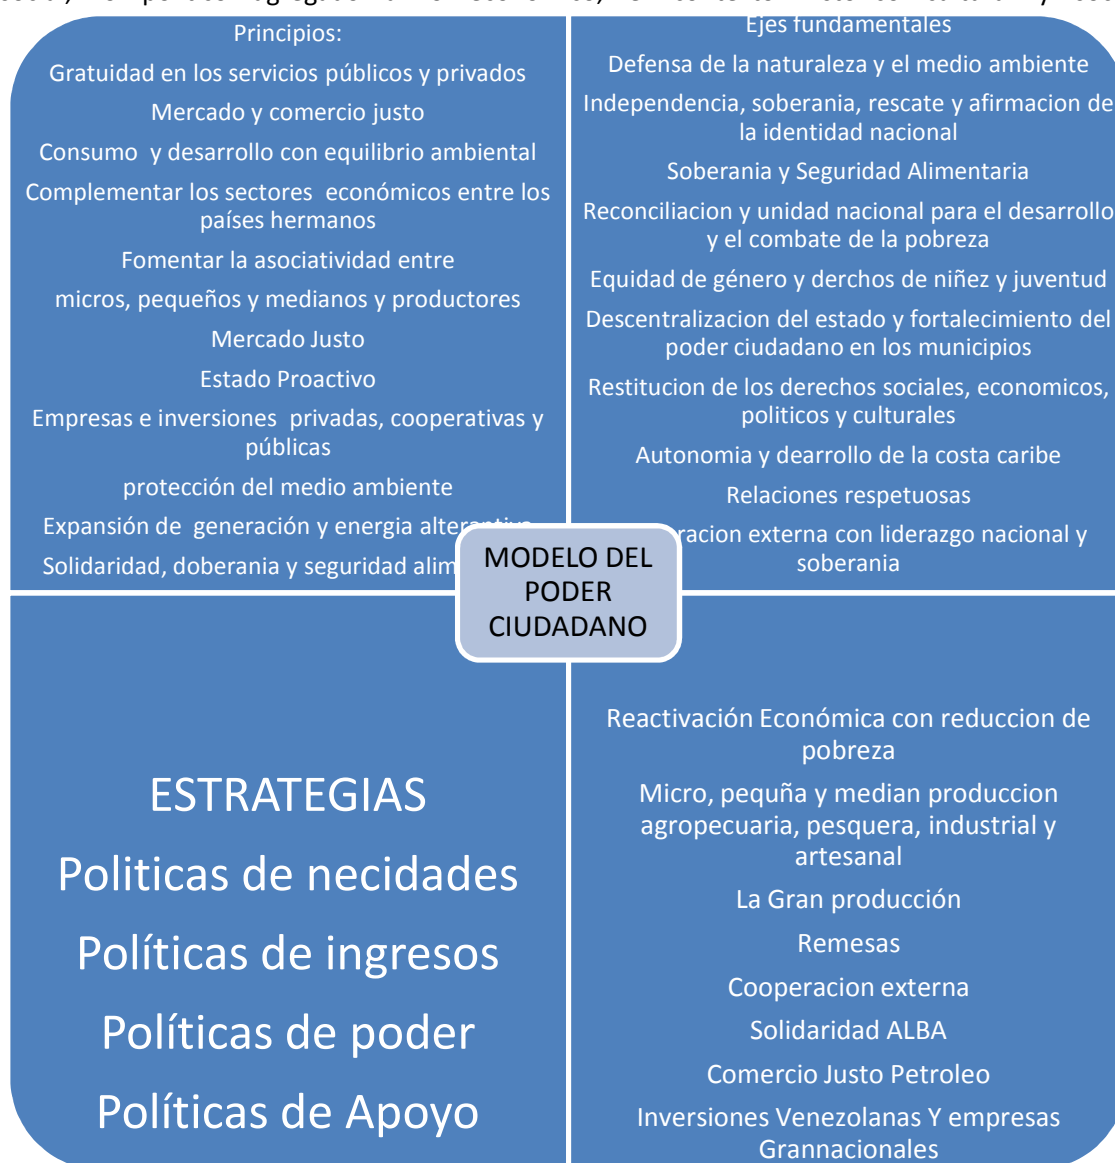 Principios:
Gratuidad en los servicios públicos y privados
Mercado y comercio justo
Consumo y desarrollo con equilibrio ambiental
Complementar los sectores económicos entre los
países hermanos
Fomentar la asociatividad entre
micros, pequeños y medianos y productores
Mercado Justo
Estado Proactivo
Empresas e inversiones privadas, cooperativas y
públicas
protección del medio ambiente
Expansión de generación y energia
Solidaridad, doberania y seguridad
Ejes fundamentales
Defensa de la naturaleza y el medio ambiente
Independencia, soberania, rescate y afirmacion de
la identidad nacional
Soberania y Seguridad Alimentaria
Reconciliacion y unidad nacional para el desarrollo
y el combate de la pobreza
Equidad de género y derchos de niñez y juventud
Descentralizacion del estado y fortalecimiento del
poder ciudadano en los municipios
Restitucion de los derechos sociales, economicos,
politicos y culturales
Autonomia y dearrollo de la costa caribe
Relaciones respetuosas
externa con liderazgo nacional y
soberania
MODELO DEL
PODER
CIUDADANO
ESTRATEGIAS
Politicas de necidades
Políticas de ingresos
Políticas de poder
Políticas de Apoyo
Reactivación Económica con reduccion de
pobreza
Micro, pequña y median produccion
agropecuaria, pesquera, industrial y
artesanal
La Gran producción
Remesas
Cooperacion externa
Solidaridad ALBA
Comercio Justo Petroleo
Inversiones Venezolanas Y empresas
Grannacionales